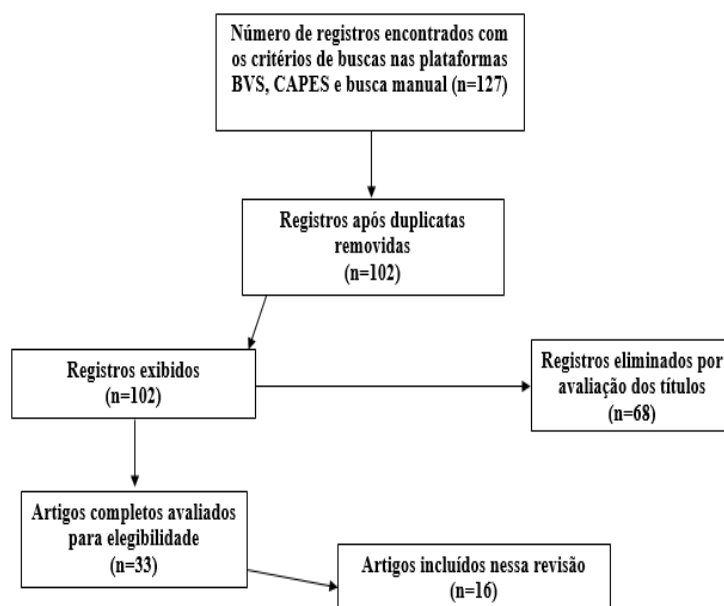 Número de registros encontrados com
os critérios de buscas nas plataformas
BVS, CAPES e busca manual (n=127)
Registros após duplicatas
removidas
(n=102)
Registros exibidos
(n=102)
Registros eliminados por
avaliação dos títulos
(n=68)
Artigos completos avaliados
para elegibilidade
(n=33)
Artigos incluídos nessa revisão
(n=16)